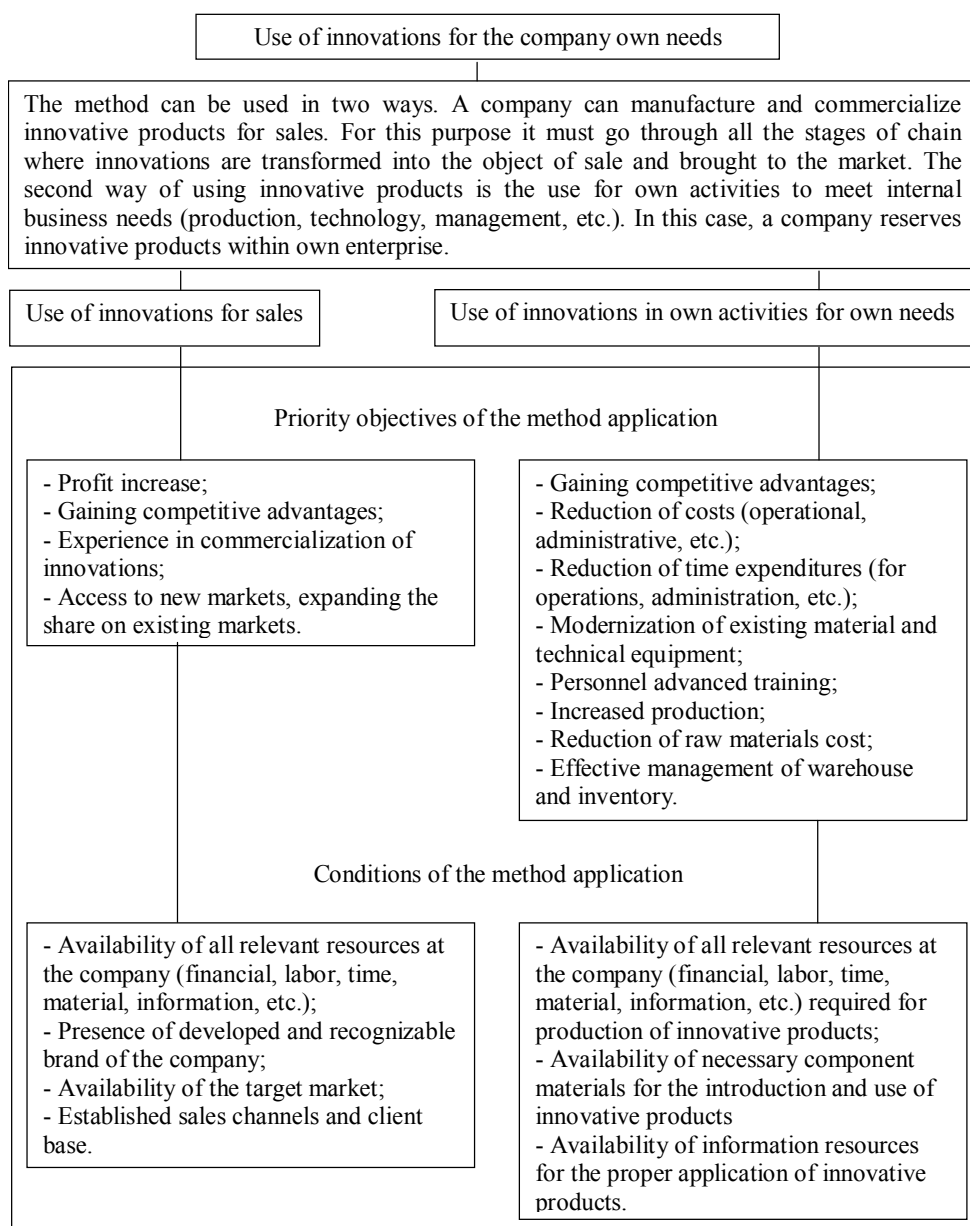 Use of innovations for the company own needs
The method can be used in two ways. A company can manufacture and commercialize
innovative products for sales. For this purpose it must go through all the stages of chain
where innovations are transformed into the object of sale and brought to the market. The
second way of using innovative products is the use for own activities to meet internal
business needs (production, technology, management, etc.). In this case, a company reserves
innovative products within own enterprise.
Use of innovations for sales
Use of innovations in own activities for own needs
Priority objectives of the method application
- Profit increase;
- Gaining competitive advantages;
- Experience in commercialization of
innovations;
- Access to new markets, expanding the
share on existing markets.
- Gaining competitive advantages;
- Reduction of costs (operational,
administrative, etc.);
- Reduction of time expenditures (for
operations, administration, etc.);
- Modernization of existing material and
technical equipment;
- Personnel advanced training;
- Increased production;
- Reduction of raw materials cost;
- Effective management of warehouse
and inventory.
Conditions of the method application
- Availability of all relevant resources at
the company (financial, labor, time,
material, information, etc.);
- Presence of developed and recognizable
brand of the company;
- Availability of the target market;
- Established sales channels and client
base.
- Availability of all relevant resources at
the company (financial, labor, time,
material, information, etc.) required for
production of innovative products;
- Availability of necessary component
materials for the introduction and use of
innovative products
- Availability of information resources
for the proper application of innovative
products.